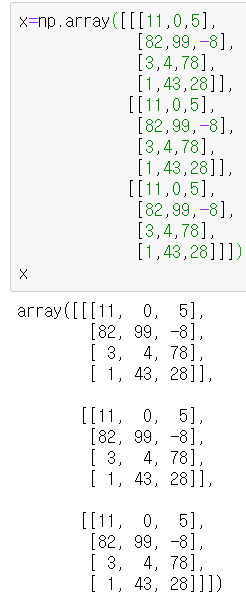 x=np.array([[[11,0,5],
[82,99,-8],
[3,4,78],
[1,43,28]],
[[11,0,5],
[82,99,-8],
[3,4,78],
[1,43,28]],
[[11,0,5],
[82,99,-8],
[3,4,78],
[1,43,28]]])
x
array([[[11,  0,  5],
[82, 99, -8],
[ 3,  4, 78],
[ 1, 43, 28]],
[[11,  0,  5],
[82, 99, -8],
[ 3,  4, 78],
[ 1, 43, 28]],
[[11,  0,  5],
[82, 99, -8],
[ 3,  4, 78],
[ 1, 43, 28]]])